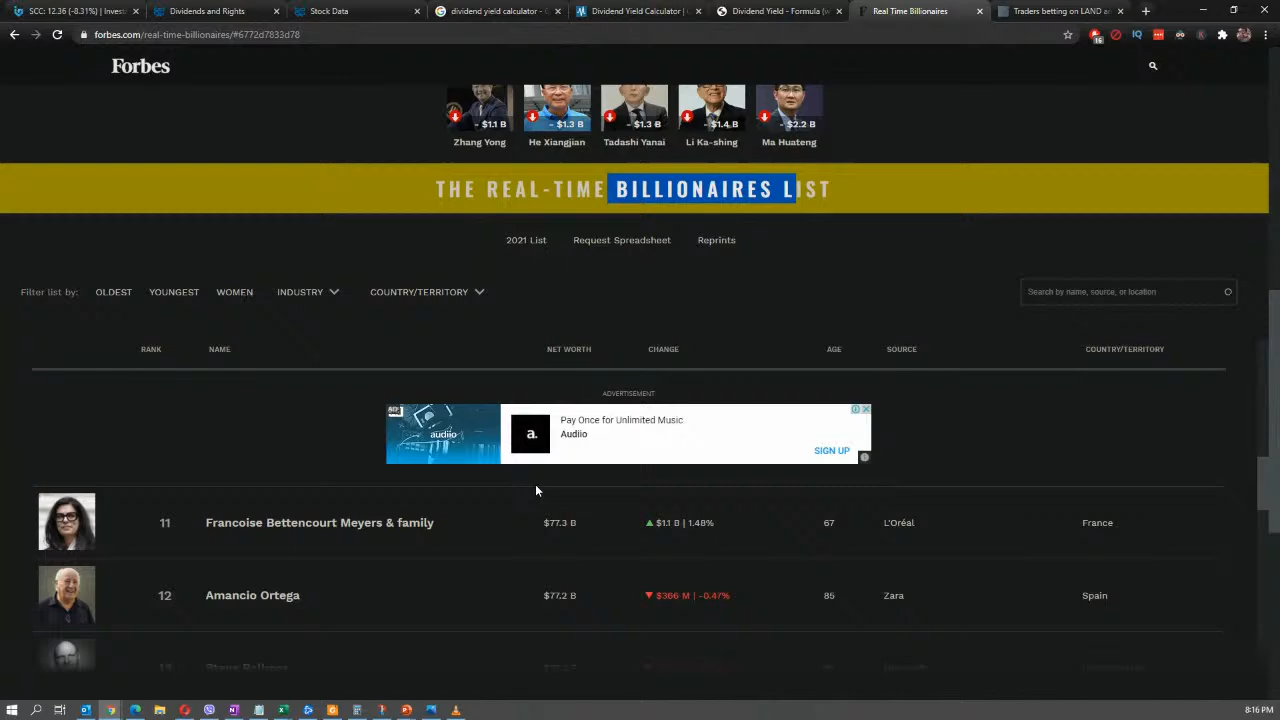 SCC: 12.36 (-8.31%) | Invest
Dividends and Rights
Stock Data
dividend yield calculator - G
Dividend Yield Calculator | C
Dividend Yield - Formula (w
Real Time Billionaires
Traders betting on LAND a
forbes.com/real-time-billionaires/#6772d7833d78
16
Forbes
- $1.1 B
- $1.3 B
- $1.3 B
- $1.4 B
- $2.2 B
Zhang Yong
He Xiangjian
Tadashi Yanai
Li Ka-shing
Ma Huateng
THE REAL-TIME BILLIONAIRES LIST
2021 List
Request Spreadsheet
Reprints
Filter list by:
OLDEST
YOUNGEST
WOMEN
INDUSTRY
COUNTRY/TERRITORY
Search by name, source, or location
RANK
NAME
NET WORTH
CHANGE
AGE
SOURCE
COUNTRY/TERRITORY
ADVERTISEMENT
audiio
a.
Pay Once for Unlimited Music
Audiio
SIGN UP
11
Francoise Bettencourt Meyers & family
$77.3 B
$1.1 B | 1.48%
67
L'Oréal
France
12
Amancio Ortega
$77.2 B
$366 M | -0.47%
85
Zara
Spain
8:16 PM